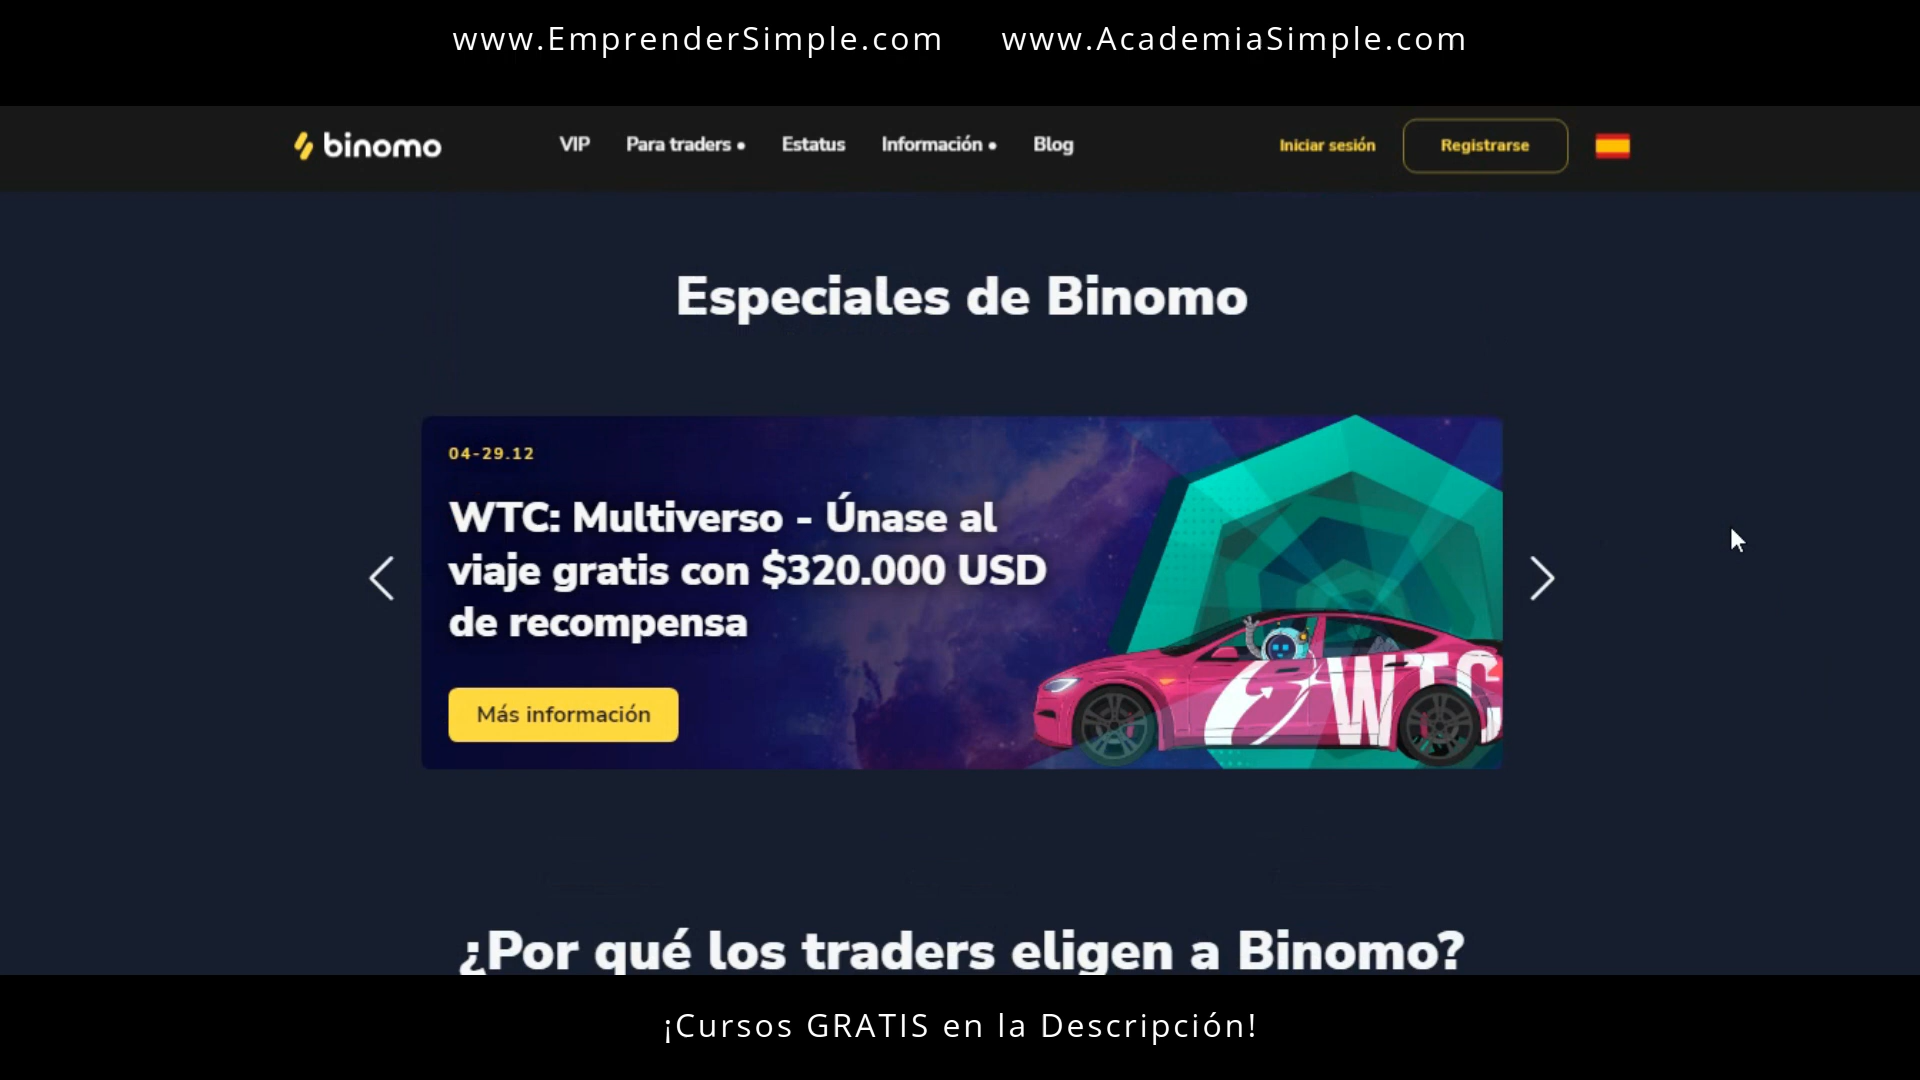 www.EmprenderSimple.com www.AcademiaSimple.com
binomo VIP Para traders • Estatus Información • Blog Iniciar sesión Registrarse
Especiales de Binomo
04-29.12
WTC: Multiverso - Únase al
viaje gratis con $320.000 USD
de recompensa
Más información
WTC
¿Por qué los traders eligen a Binomo?
¡Cursos GRATIS en la Descripción!